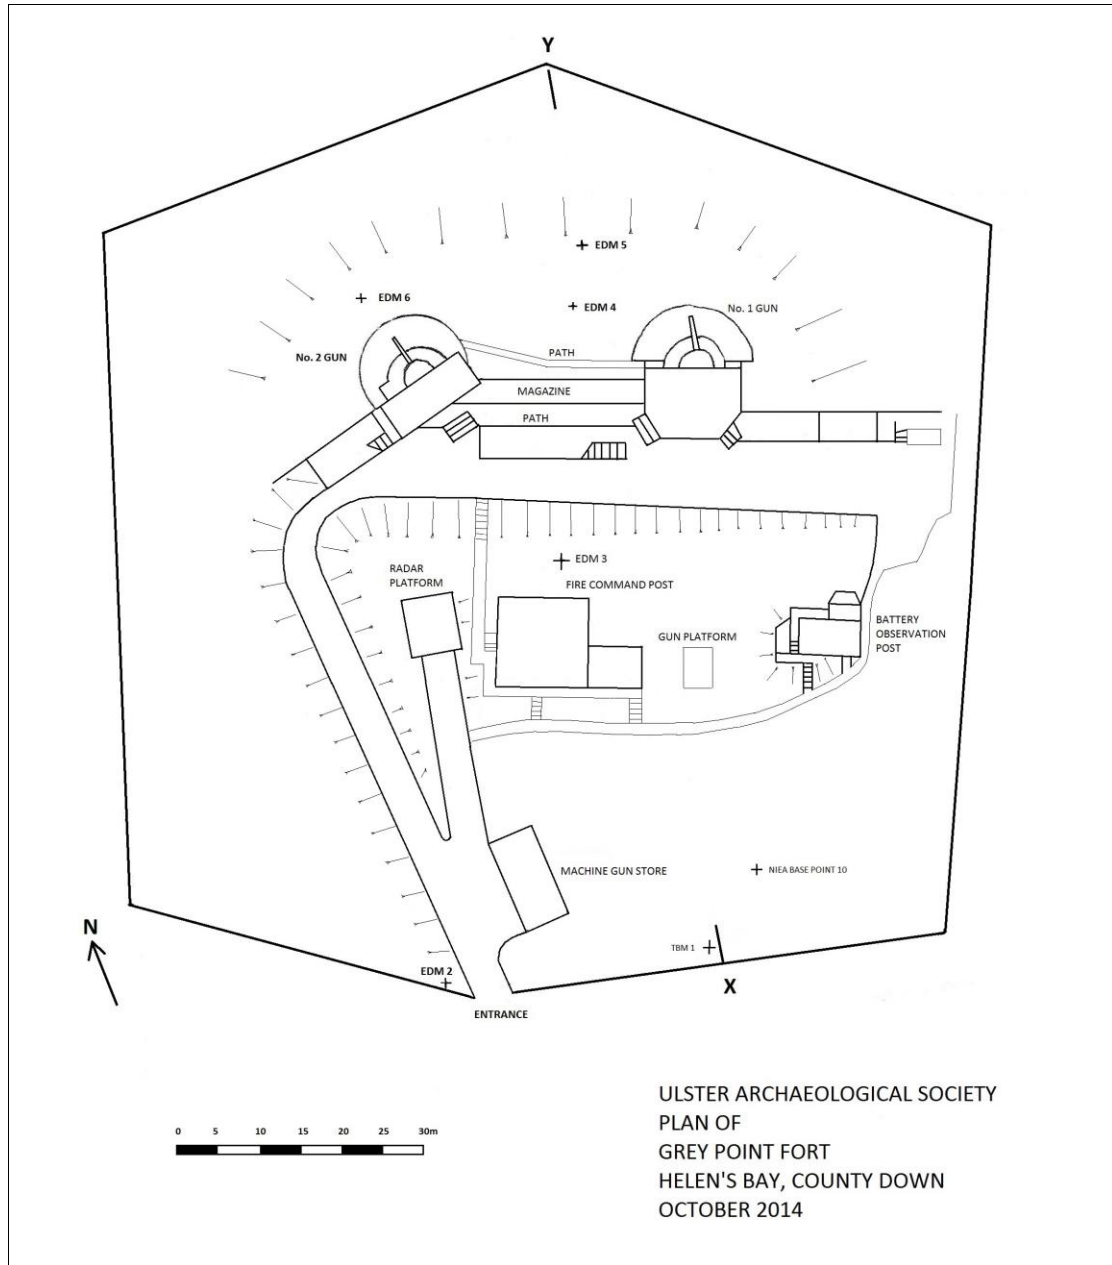 Y
EDM 5
EDM 6
EDM 4
No. 1 GUN
No. 2 GUN
PATH
MAGAZINE
PATH
EDM 3
RADAR
PLATFORM
FIRE COMMAND POST
GUN PLATFORM
BATTERY
OBSERVATION
POST
MACHINE GUN STORE
NIEA BASE POINT 10
N
TBM 1
EDM 2
X
ENTRANCE
0 5 10 15 20 25 30m
ULSTER ARCHAEOLOGICAL SOCIETY
PLAN OF
GREY POINT FORT
HELEN'S BAY, COUNTY DOWN
OCTOBER 2014